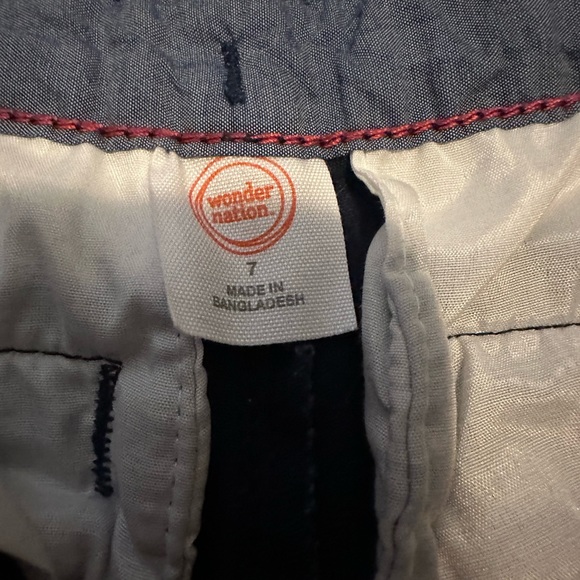 wonder
nation.
7
MADE IN
BANGLADESH